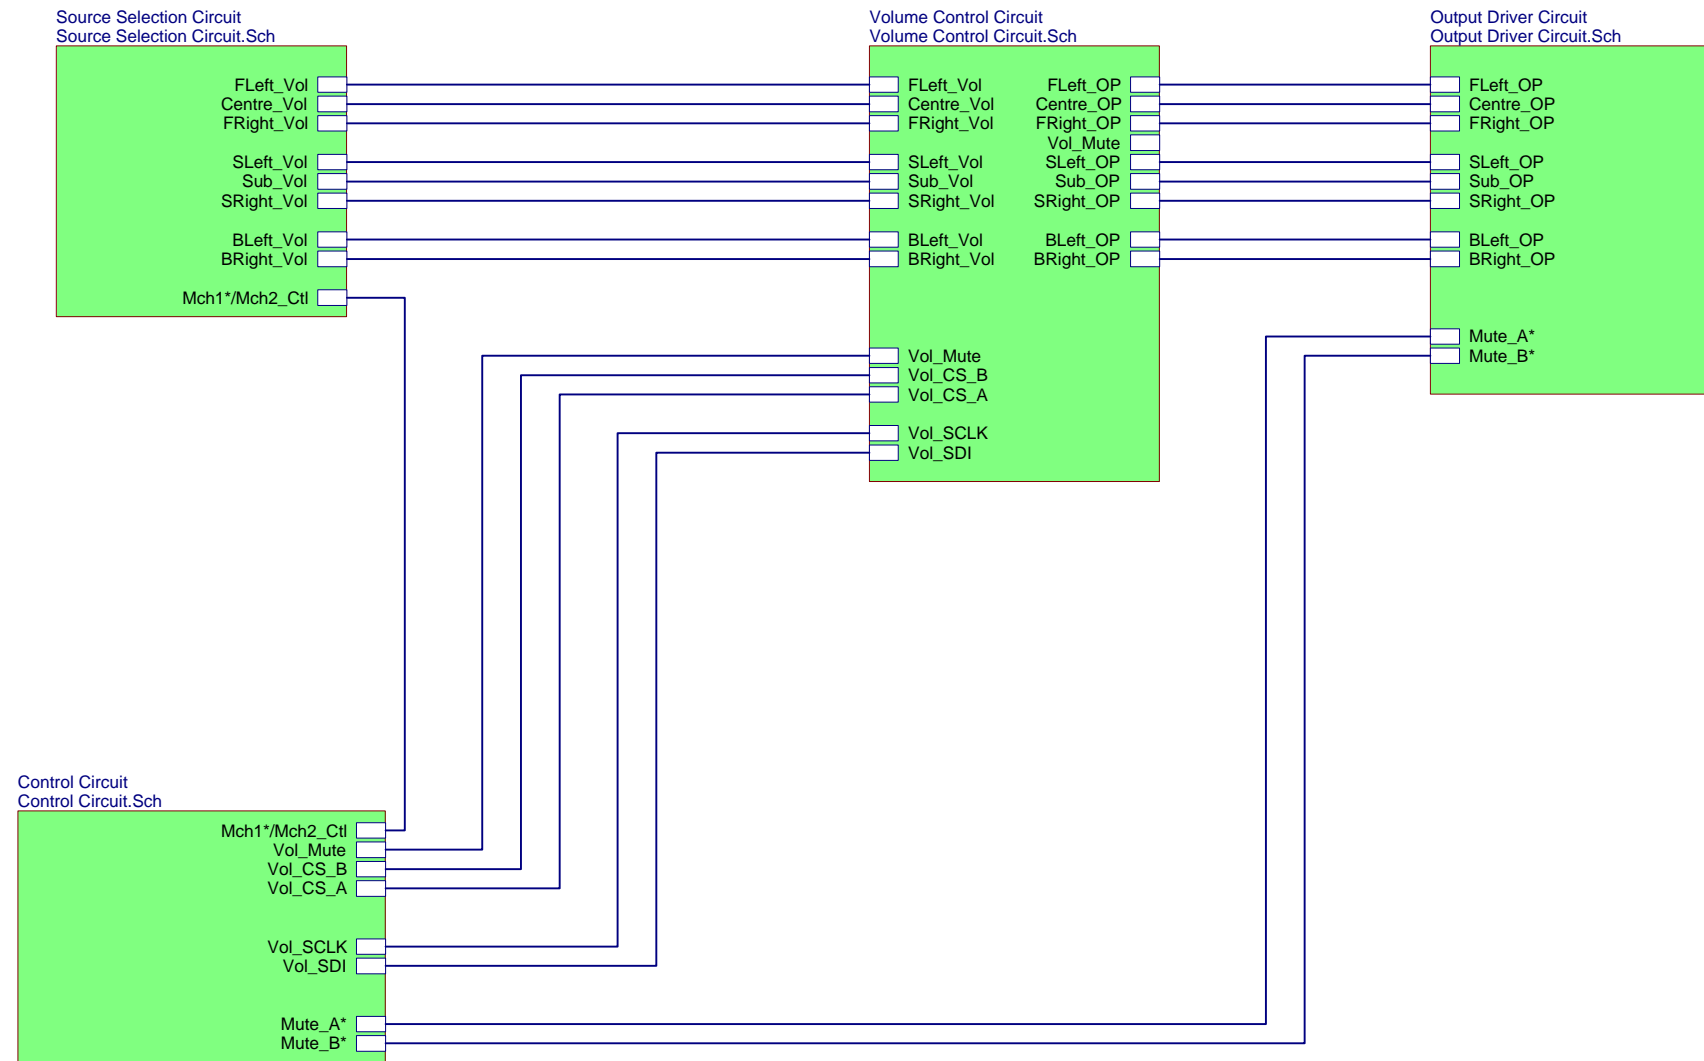 Source Selection Circuit
Source Selection Circuit.Sch
FLeft_Vol
Centre_Vol
FRight_Vol
SLeft_Vol
Sub_Vol
SRight_Vol
BLeft_Vol
BRight_Vol
Mch1*/Mch2_Ctl
Volume Control Circuit
Volume Control Circuit.Sch
FLeft_Vol FLeft_OP
Centre_Vol Centre_OP
FRight_Vol FRight_OP
Vol_Mute
SLeft_Vol SLeft_OP
Sub_Vol Sub_OP
SRight_Vol SRight_OP
BLeft_Vol BLeft_OP
BRight_Vol BRight_OP
Vol_Mute
Vol_CS_B
Vol_CS_A
Vol_SCLK
Vol_SDI
Output Driver Circuit
Output Driver Circuit.Sch
FLeft_OP
Centre_OP
FRight_OP
SLeft_OP
Sub_OP
SRight_OP
BLeft_OP
BRight_OP
Mute_A*
Mute_B*
Control Circuit
Control Circuit.Sch
Mch1*/Mch2_Ctl
Vol_Mute
Vol_CS_B
Vol_CS_A
Vol_SCLK
Vol_SDI
Mute_A*
Mute_B*